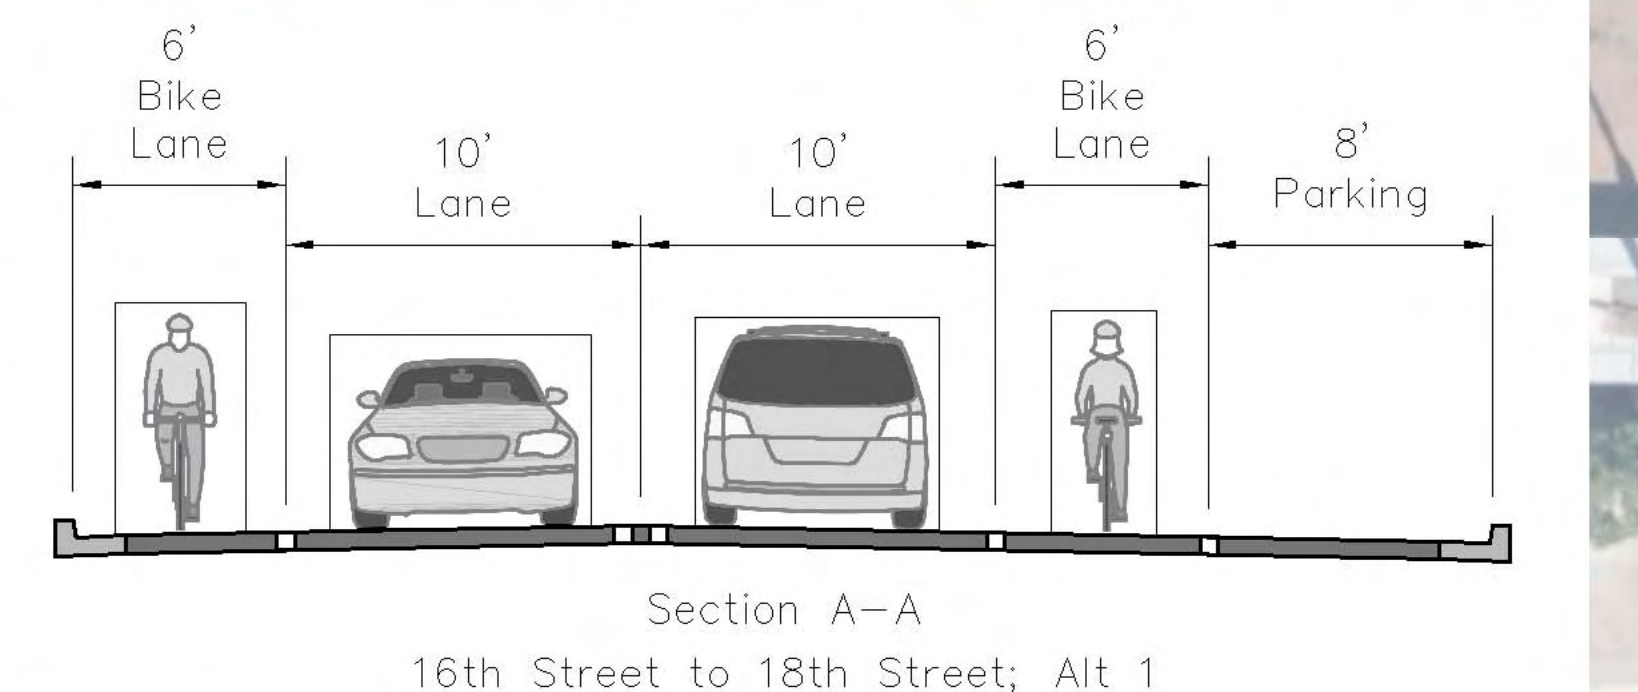 6'
Bike
Lane
10'
Lane
10'
Lane
6'
Bike
Lane
8'
Parking
Section A-A
16th Street to 18th Street; Alt 1